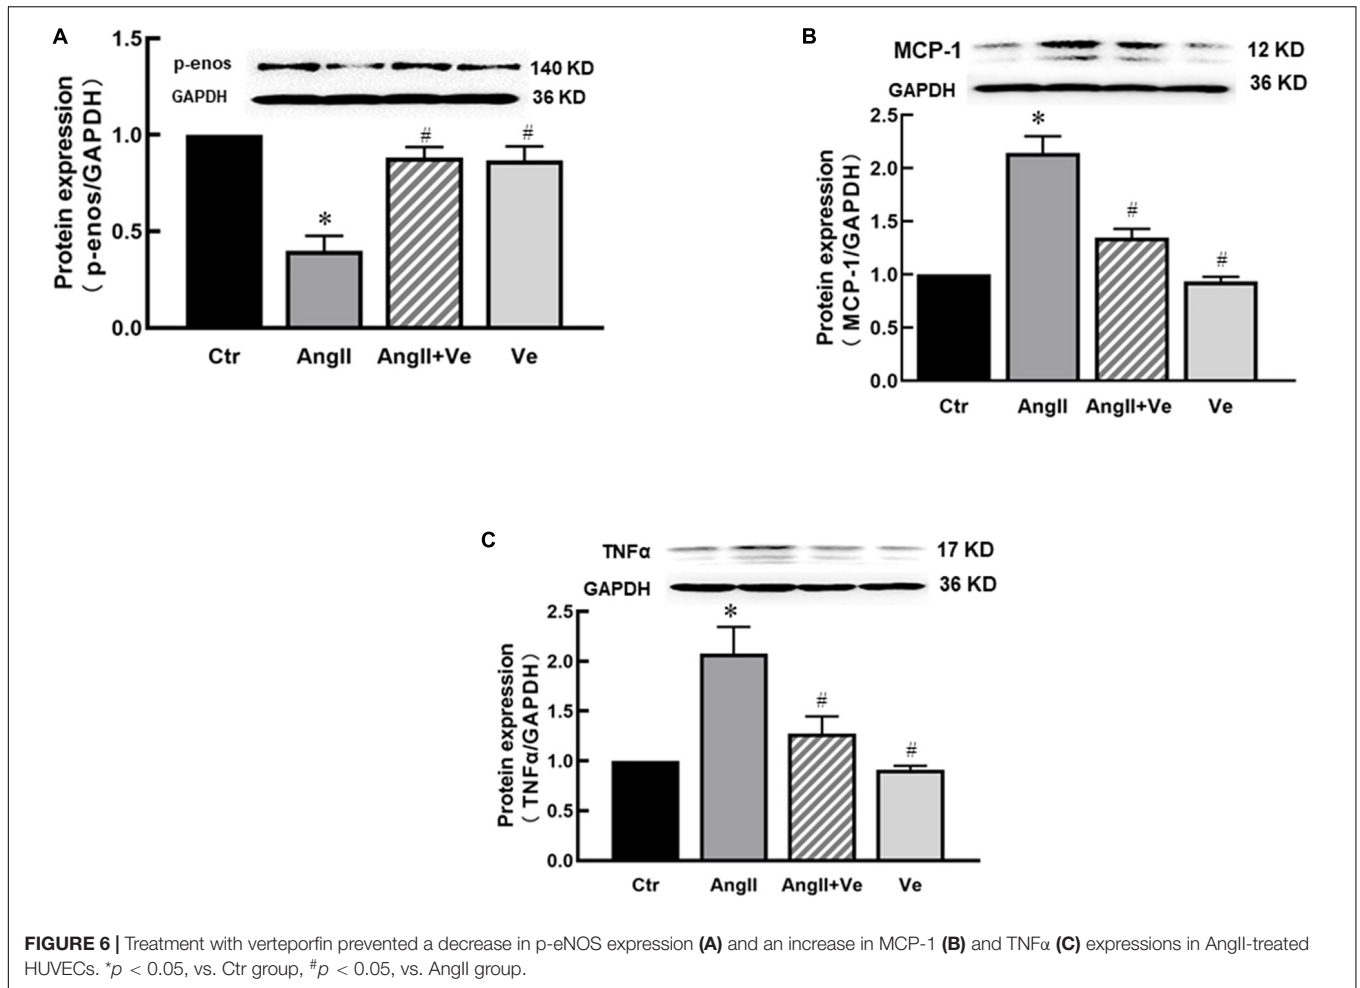 A
p-enos
140 KD
GAPDH
36 KD
Protein expression
( p-enos/GAPDH)
1.5
1.0
0.5
0.0
*
#
#
Ctr
AngII
AngII+Ve
Ve
B
MCP-1
12 KD
GAPDH
36 KD
Protein expression
( MCP-1/GAPDH)
2.5
2.0
1.5
1.0
0.5
0.0
*
#
#
Ctr
AngII
AngII+Ve
Ve
C
TNFα
17 KD
GAPDH
36 KD
Protein expression
( TNFα/GAPDH)
2.5
2.0
1.5
1.0
0.5
0.0
*
#
#
Ctr
AngII
AngII+Ve
Ve
FIGURE 6 | Treatment with verteporfin prevented a decrease in p-eNOS expression (A) and an increase in MCP-1 (B) and TNFα (C) expressions in AngII-treated
HUVECs. *p < 0.05, vs. Ctr group, #p < 0.05, vs. AngII group.